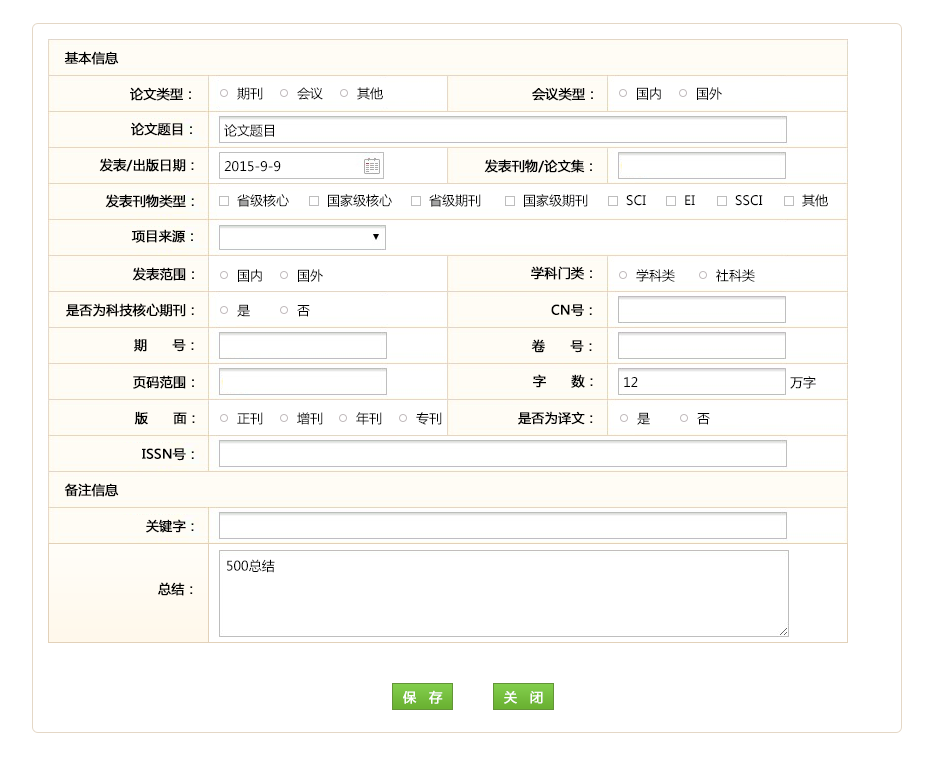 基本信息
论文类型： 期刊 会议 其他 会议类型： 国内 国外
论文题目： 论文题目
发表/出版日期： 2015-9-9 发表刊物/论文集：
发表刊物类型： 省级核心 国家级核心 省级期刊 国家级期刊 SCI EI SSCI 其他
项目来源：
发表范围： 国内 国外 学科门类： 学科类 社科类
是否为科技核心期刊： 是 否 CN号：
期 号： 卷 号：
页码范围： 字 数： 12 万字
版 面： 正刊 增刊 年刊 专刊 是否为译文： 是 否
ISSN号：
备注信息
关键字：
总结： 500总结
保 存 关 闭